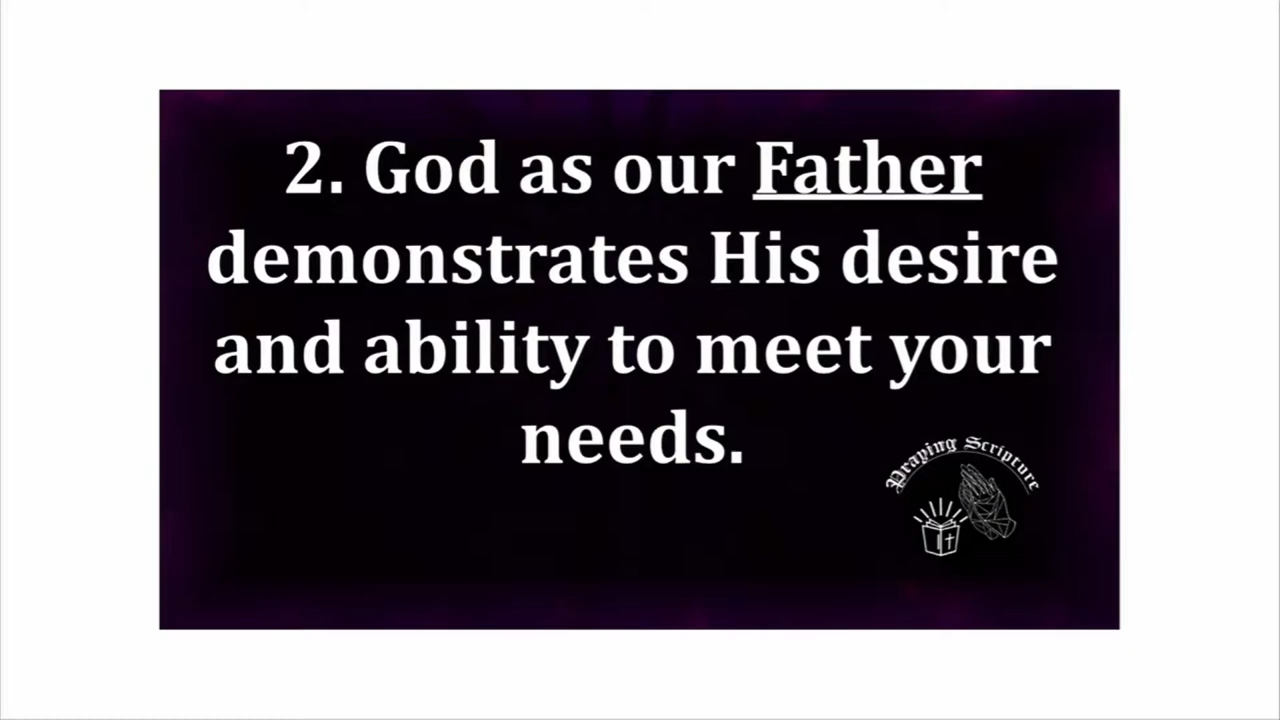 2. God as our Father
demonstrates His desire
and ability to meet your
needs.
Praying Scripture